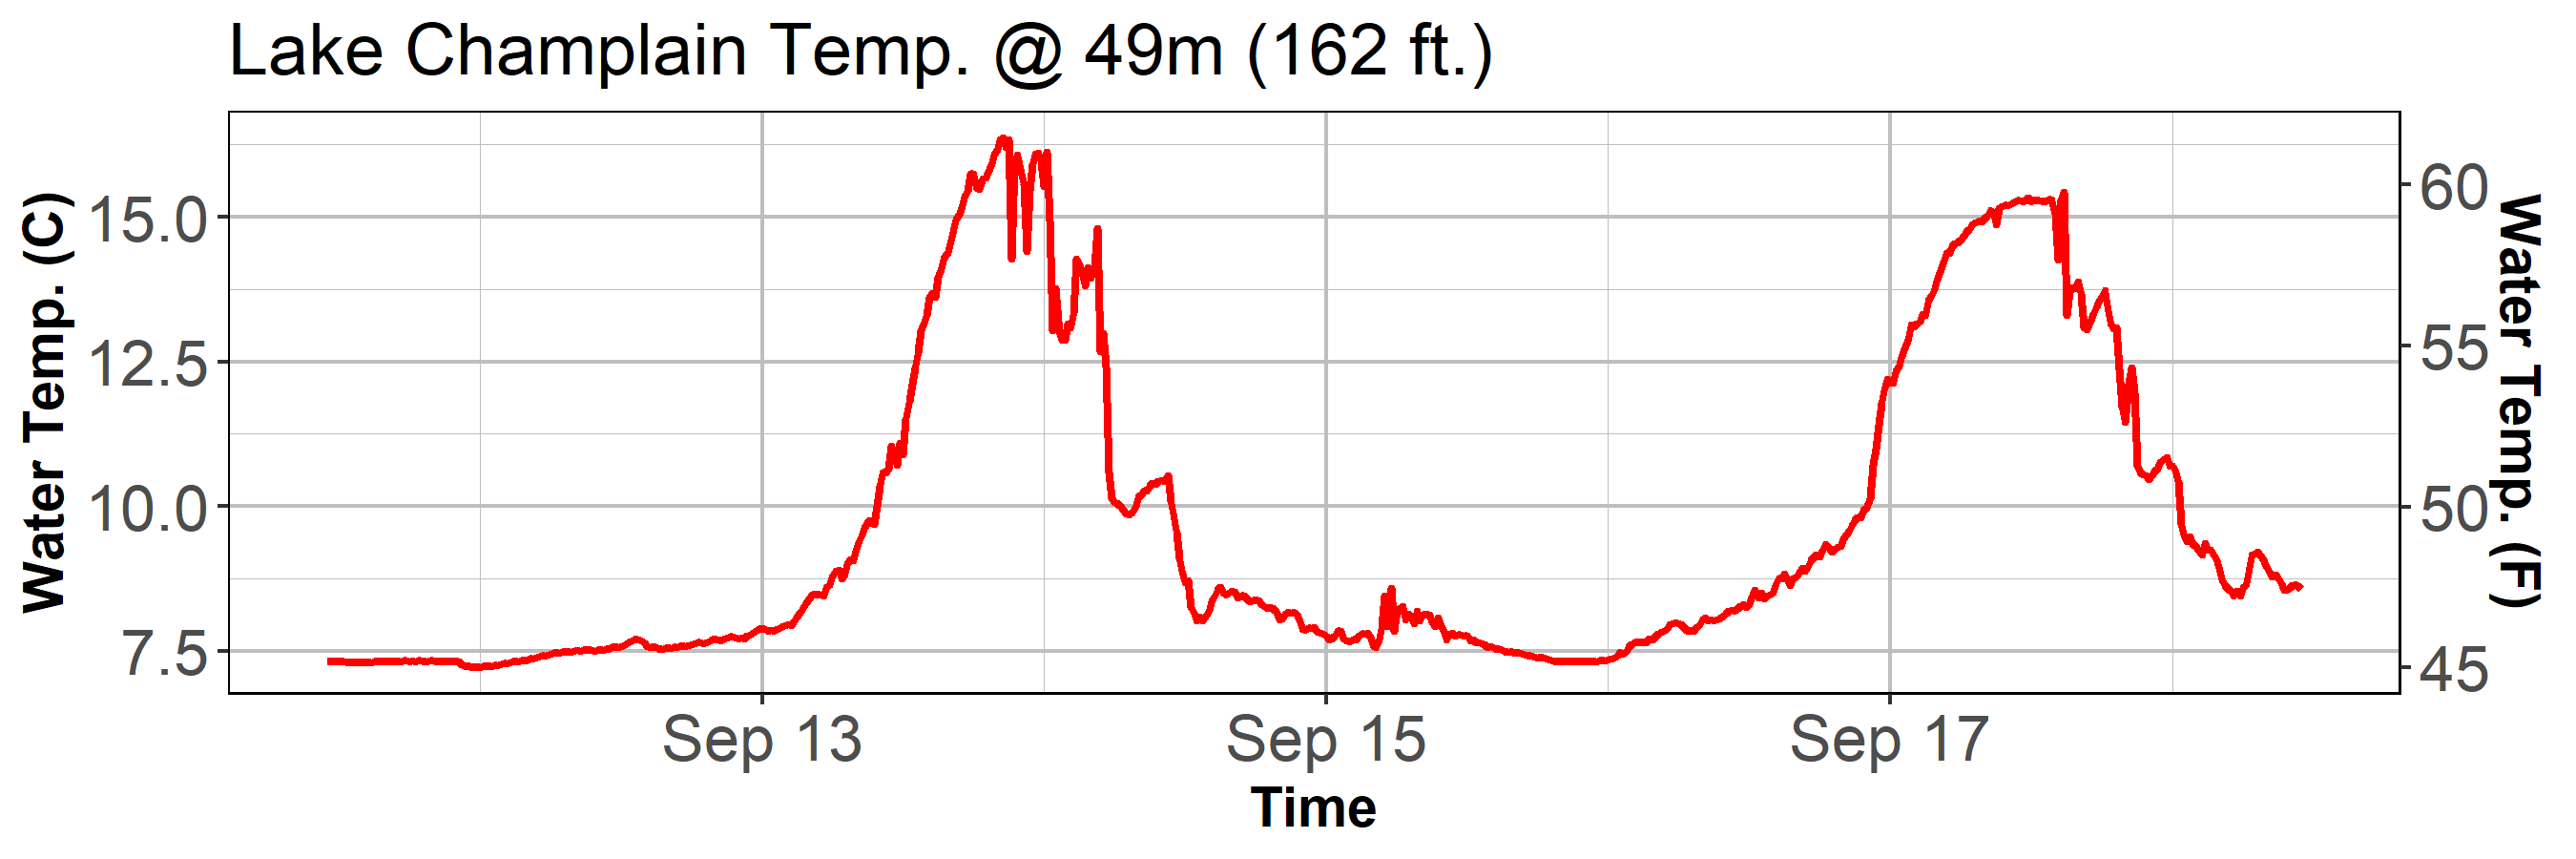 Lake Champlain Temp. @ 49m (162 ft.)
Water Temp. (C)
15.0
12.5
10.0
7.5
60
55
50
45
Water Temp. (F)
Sep 13
Sep 15
Sep 17
Time